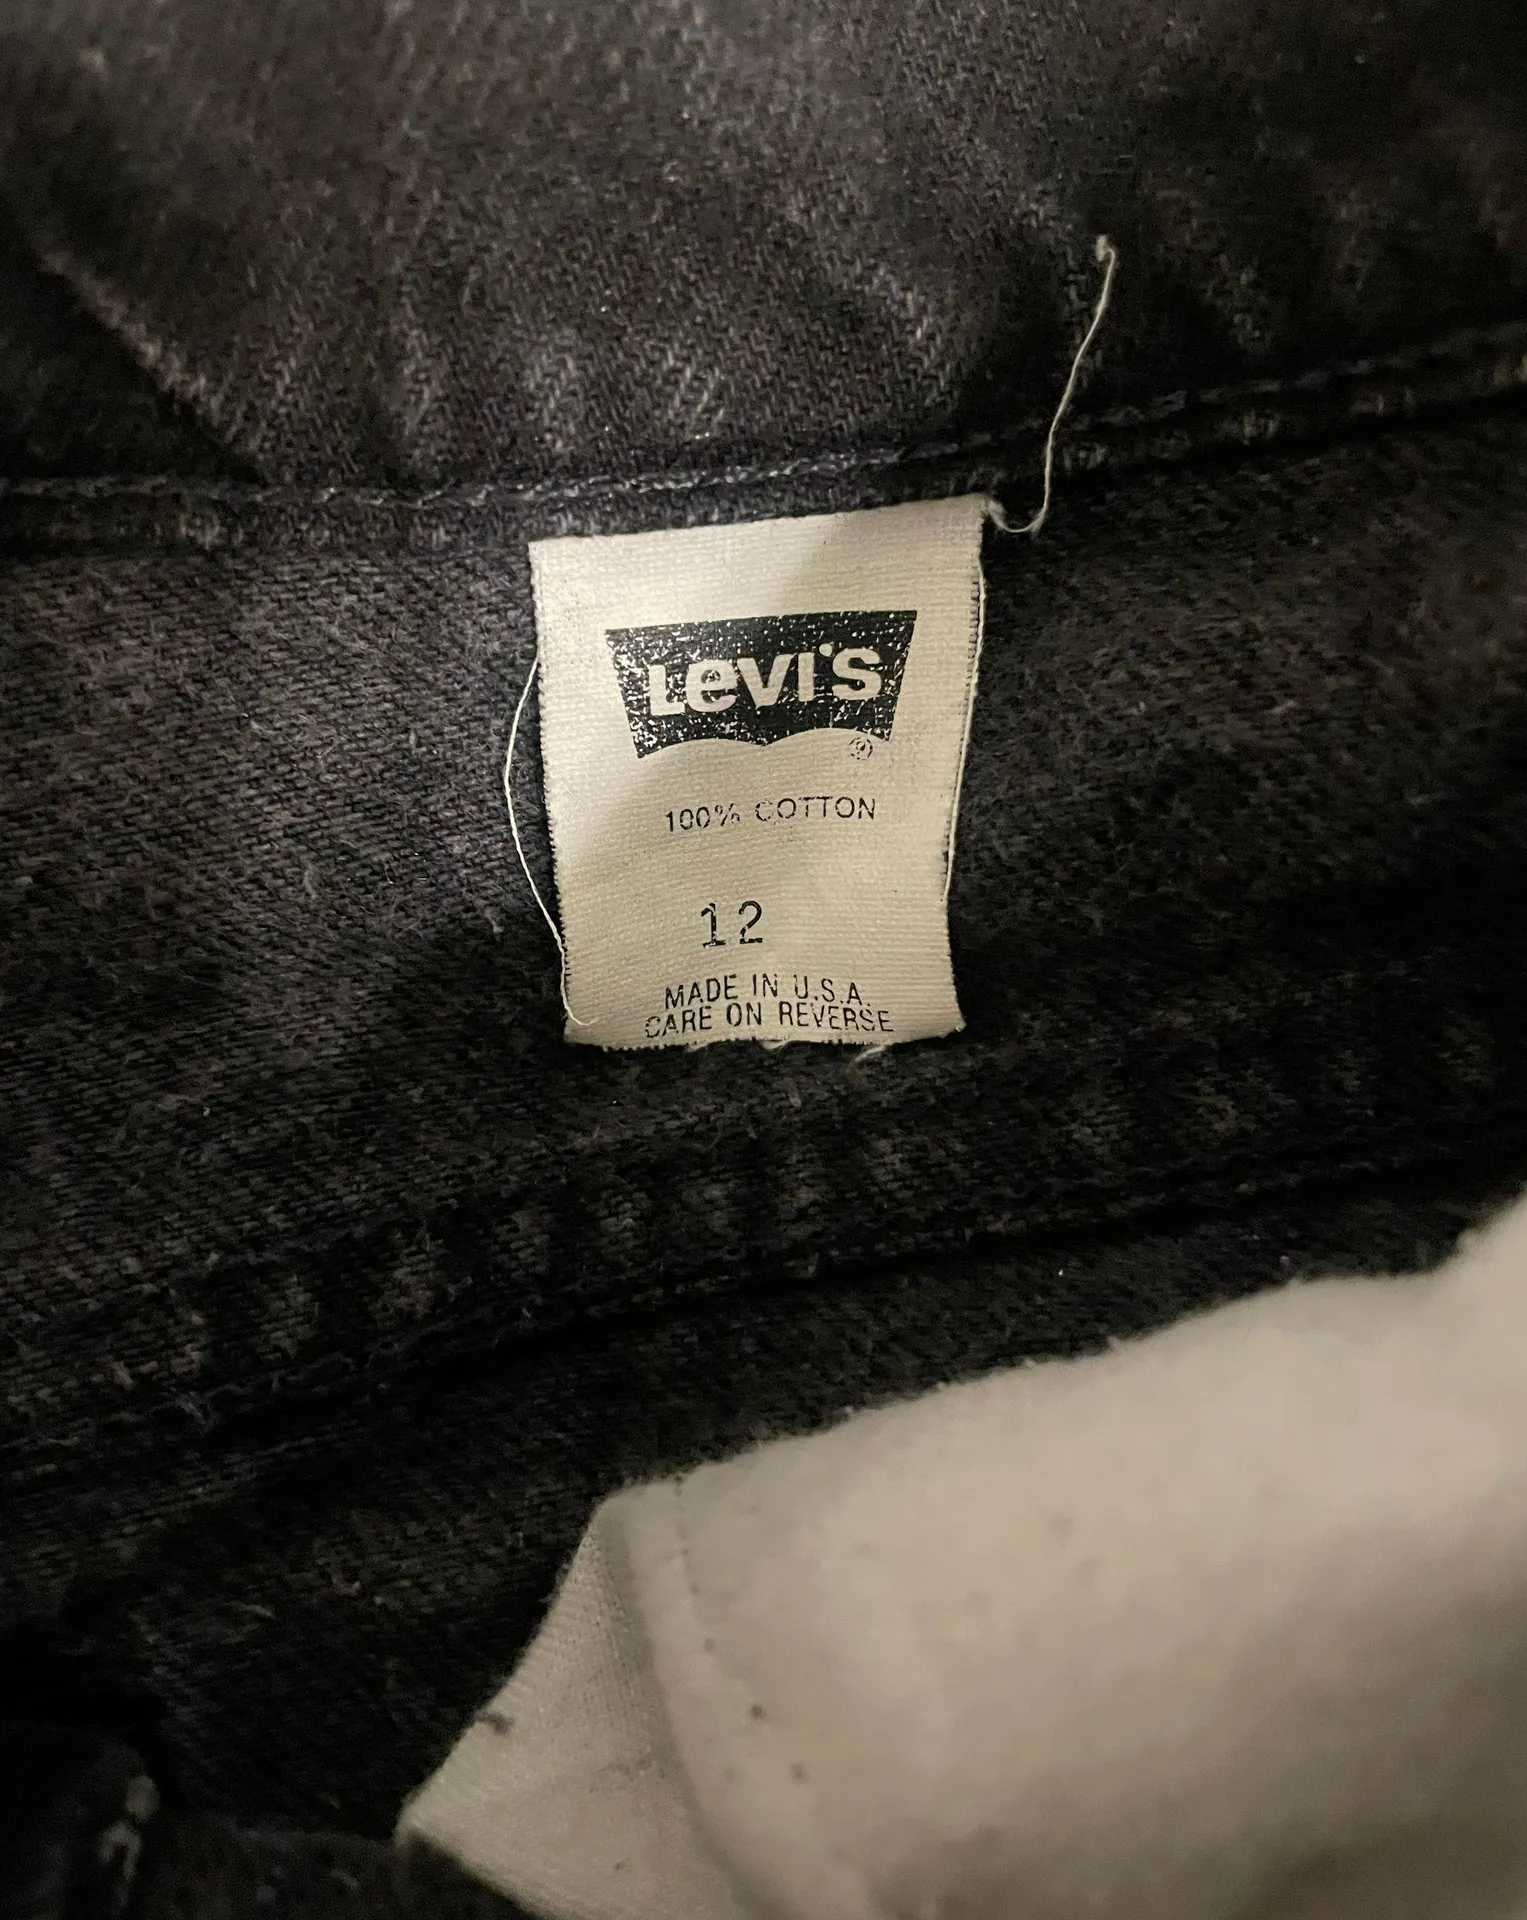 Levi's
®
100% COTTON
12
MADE IN U.S.A.
CARE ON REVERSE